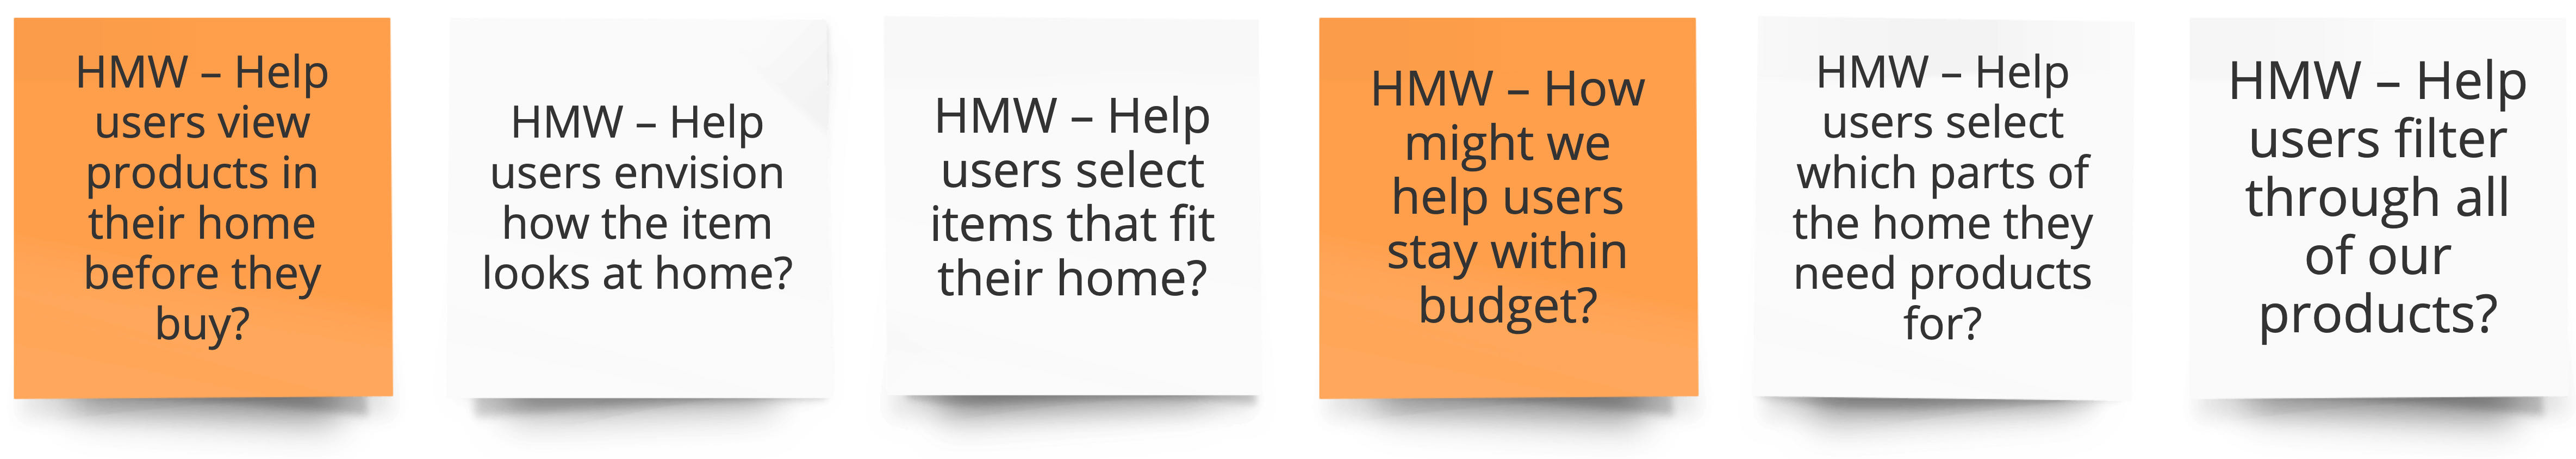 HMW – Help
users view
products in
their home
before they
buy?
HMW – Help
users envision
how the item
looks at home?
HMW – Help
users select
items that fit
their home?
HMW – How
might we
help users
stay within
budget?
HMW – Help
users select
which parts of
the home they
need products
for?
HMW – Help
users filter
through all
of our
products?